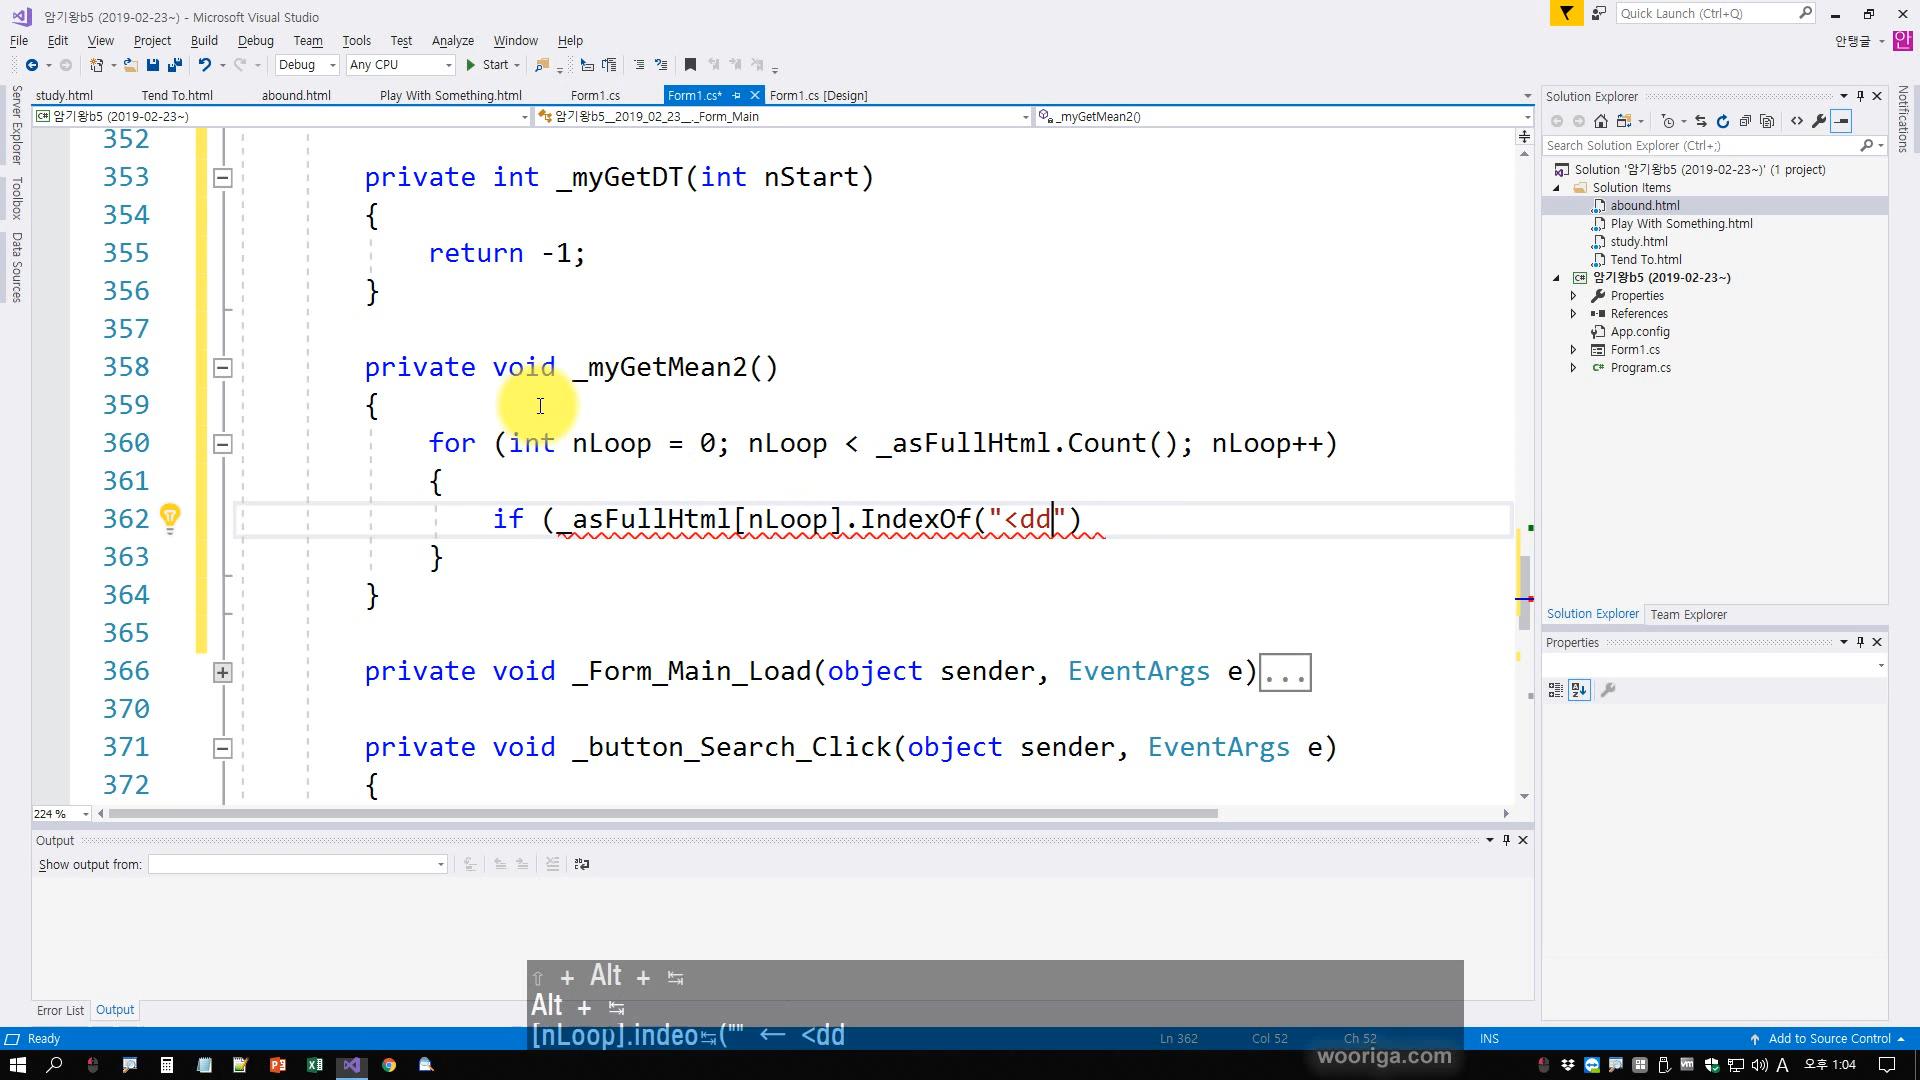 암기왕b5 (2019-02-23~) - Microsoft Visual Studio
Quick Launch (Ctrl+Q)
File Edit View Project Build Debug Team Tools Test Analyze Window Help
안탱글 안
Debug Any CPU Start
study.html Tend To.html abound.html Play With Something.html Form1.cs Form1.cs* Form1.cs [Design]
암기왕b5 (2019-02-23~) 암기왕b5__2019_02_23__._Form_Main _myGetMean2()
Server Explorer
Toolbox
Data Sources
352
353 private int _myGetDT(int nStart)
354 {
355 return -1;
356 }
357
358 private void _myGetMean2()
359 {
360 for (int nLoop = 0; nLoop < _asFullHtml.Count(); nLoop++)
361 {
362 if (_asFullHtml[nLoop].IndexOf("<dd")
363 }
364 }
365
366 private void _Form_Main_Load(object sender, EventArgs e)...
370
371 private void _button_Search_Click(object sender, EventArgs e)
372 {
224 %
Solution Explorer
Search Solution Explorer (Ctrl+;)
Solution '암기왕b5 (2019-02-23~)' (1 project)
Solution Items
abound.html
Play With Something.html
study.html
Tend To.html
암기왕b5 (2019-02-23~)
Properties
References
App.config
Form1.cs
Program.cs
Solution Explorer Team Explorer
Properties
Notifications
Output
Show output from:
Error List Output
⇧ + Alt + ↹
Alt + ↹
[nLoop].indeo↹("" ← <dd
Ready Ln 362 Col 52 Ch 52 INS Add to Source Control
wooriga.com
A 오후 1:04